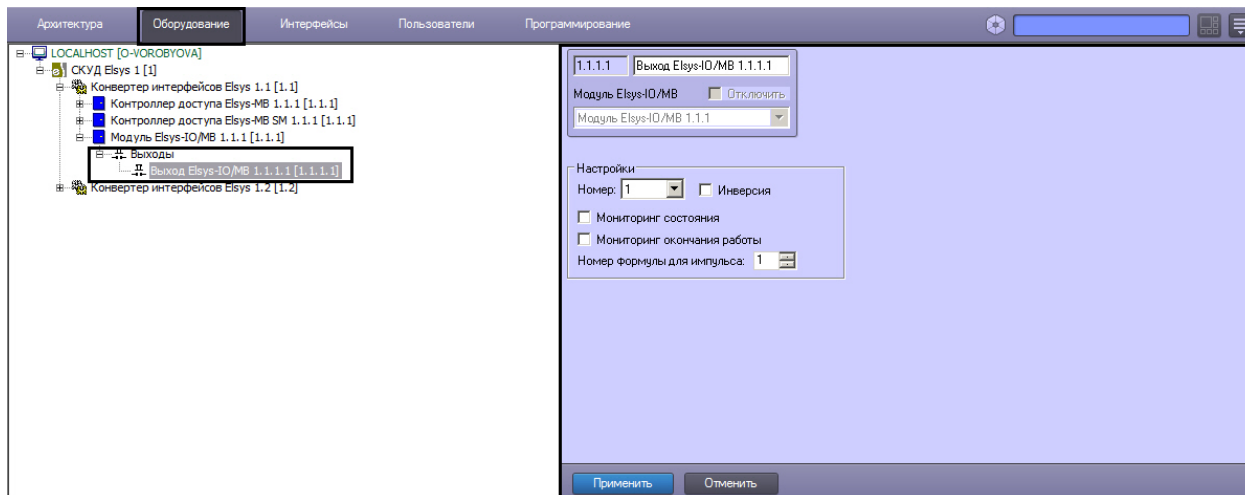 Архитектура Оборудование Интерфейсы Пользователи Программирование
LOCALHOST [O-VOROBYOVA]
СКУД Elsys 1 [1]
Конвертер интерфейсов Elsys 1.1 [1.1]
Контроллер доступа Elsys-MB 1.1.1 [1.1.1]
Контроллер доступа Elsys-MB SM 1.1.1 [1.1.1]
Модуль Elsys-IO/MB 1.1.1 [1.1.1]
Выходы
Выход Elsys-IO/MB 1.1.1.1 [1.1.1.1]
Конвертер интерфейсов Elsys 1.2 [1.2]
1.1.1.1 Выход Elsys-IO/MB 1.1.1.1
Модуль Elsys-IO/MB Отключить
Модуль Elsys-IO/MB 1.1.1
Настройки
Номер: 1 Инверсия
Мониторинг состояния
Мониторинг окончания работы
Номер формулы для импульса: 1
Применить Отменить